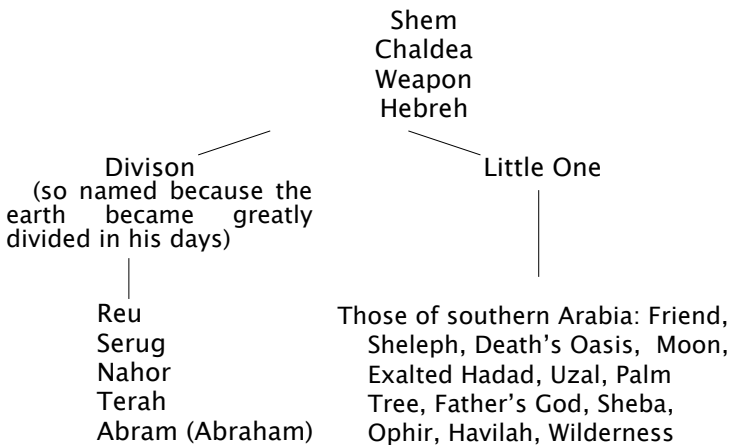 Shem
Chaldea
Weapon
Hebreh
Divison
(so named because the
earth became greatly
divided in his days)
Reu
Serug
Nahor
Terah
Abram (Abraham)
Little One
Those of southern Arabia: Friend,
Sheleph, Death’s Oasis, Moon,
Exalted Hadad, Uzal, Palm
Tree, Father’s God, Sheba,
Ophir, Havilah, Wilderness